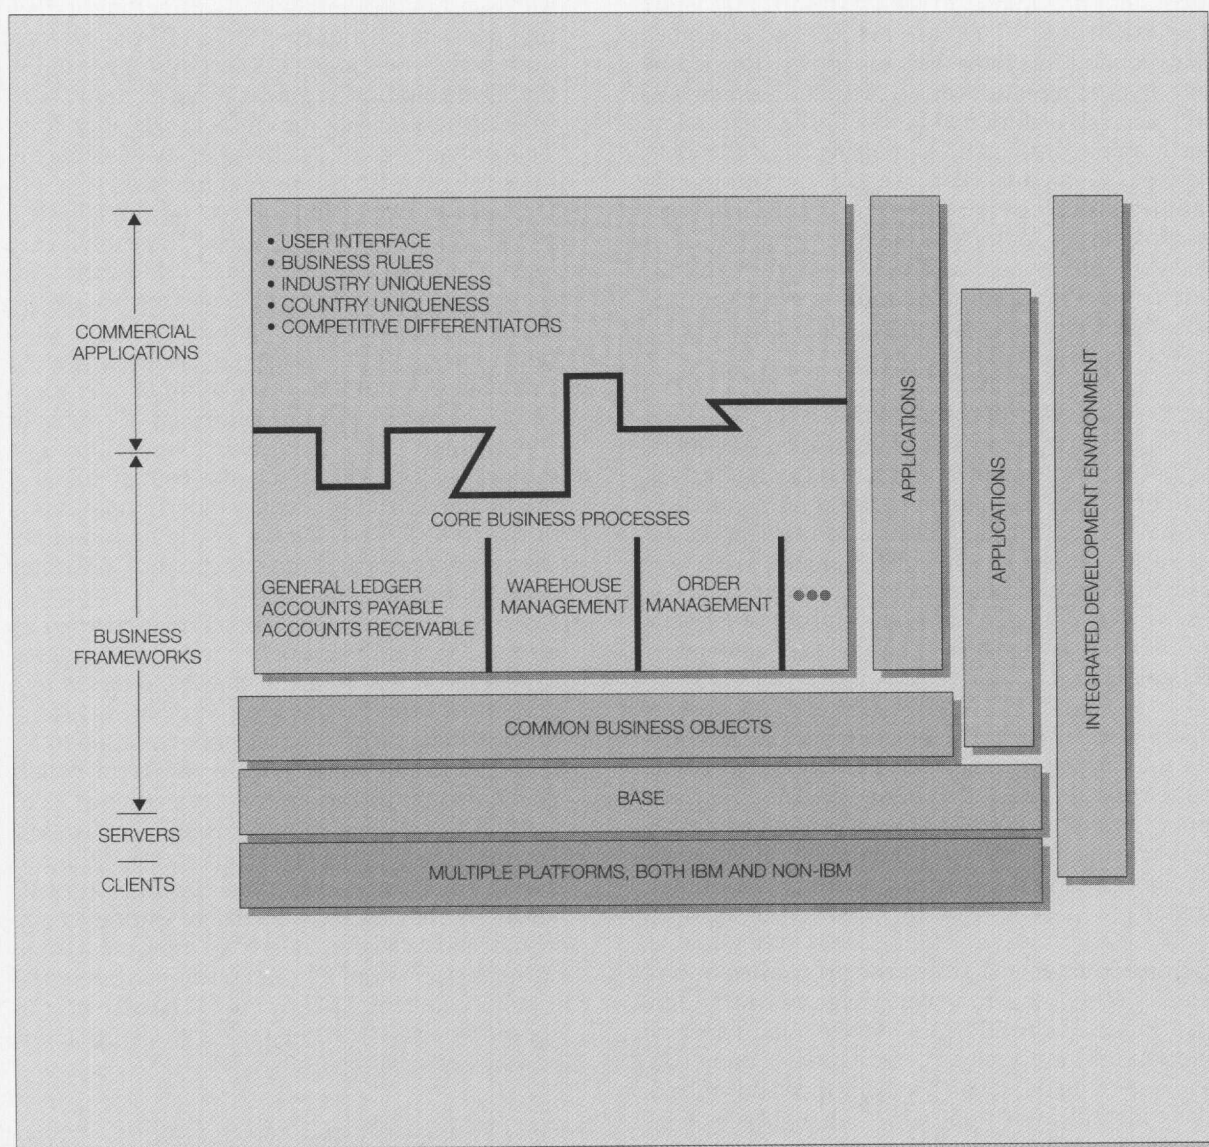 COMMERCIAL
APPLICATIONS
BUSINESS
FRAMEWORKS
SERVERS
CLIENTS
• USER INTERFACE
• BUSINESS RULES
• INDUSTRY UNIQUENESS
• COUNTRY UNIQUENESS
• COMPETITIVE DIFFERENTIATORS
CORE BUSINESS PROCESSES
GENERAL LEDGER
ACCOUNTS PAYABLE
ACCOUNTS RECEIVABLE
WAREHOUSE
MANAGEMENT
ORDER
MANAGEMENT
•••
COMMON BUSINESS OBJECTS
BASE
MULTIPLE PLATFORMS, BOTH IBM AND NON-IBM
APPLICATIONS
APPLICATIONS
INTEGRATED DEVELOPMENT ENVIRONMENT